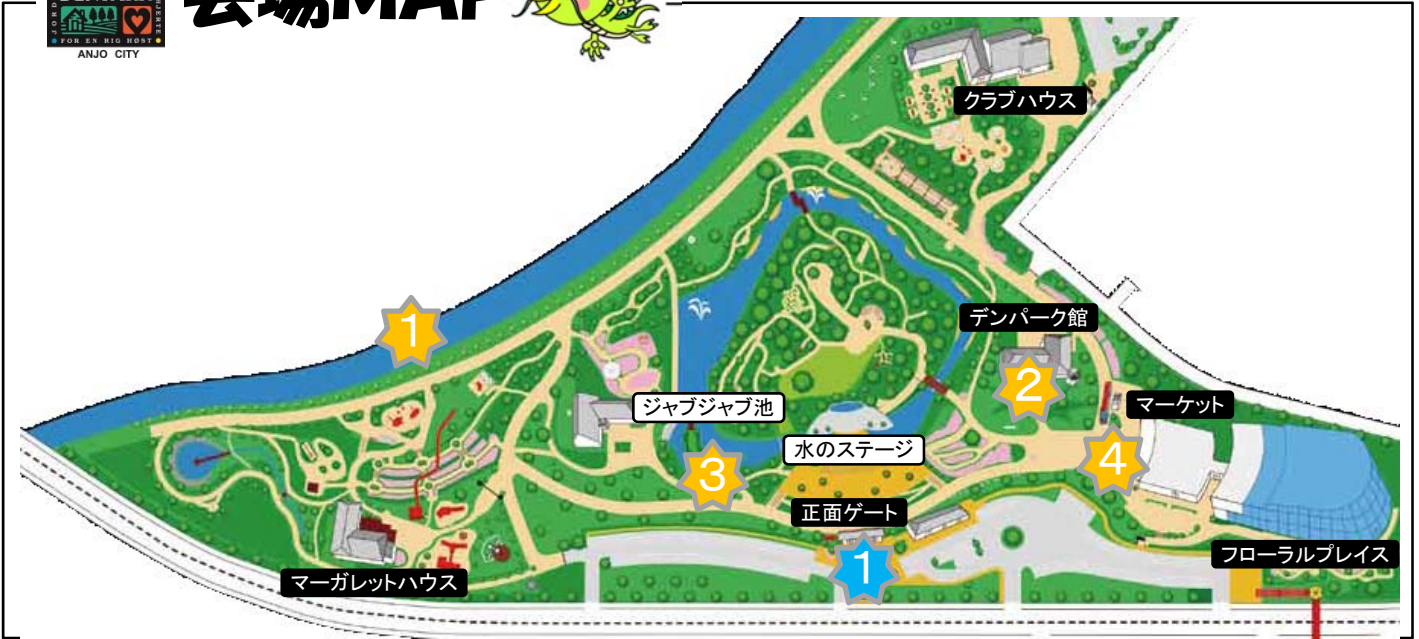 会場MAP
JORD
HJERTE
FOR EN RIG HØST
ANJO CITY
クラブハウス
1
デンパーク館
2
ジャブジャブ池
マーケット
水のステージ
3
4
正面ゲート
1
フローラルプレイス
マーガレットハウス